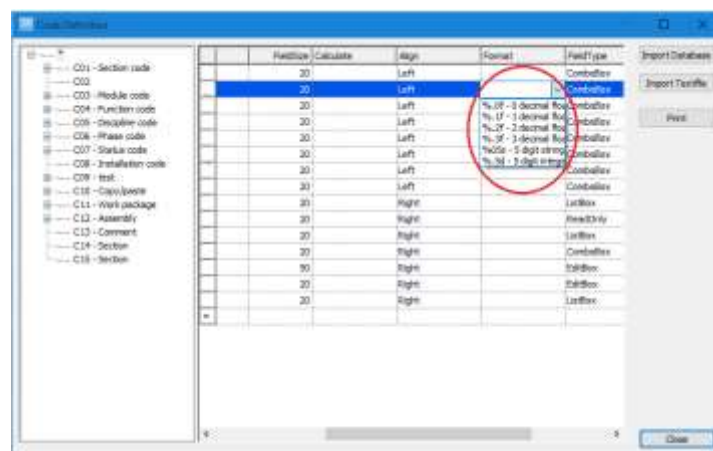 Code Definition
*
C01 - Section code
C02
C03 - Module code
C04 - Function code
C05 - Discipline code
C06 - Phase code
C07 - Status code
C08 - Installation code
C09 - test
C10 - Copy/paste
C11 - Work package
C12 - Assembly
C13 - Comment
C14 - Section
C15 - Section
FieldSize Calculate Align Format FieldType
20 Left ComboBox
20 Left ComboBox
20 Left ComboBox
20 Left ComboBox
20 Left ComboBox
20 Left ComboBox
20 Left ComboBox
20 Left ComboBox
20 Right ListBox
20 Right ReadOnly
20 Right ListBox
20 Right ComboBox
50 Right EditBox
20 Right EditBox
20 Right ListBox
%.0f - 0 decimal floa
%.1f - 1 decimal floa
%.2f - 2 decimal floa
%.3f - 3 decimal floa
%05s - 5 digit string
- 5 digit integ
Import Database
Import Textfile
Print
Close